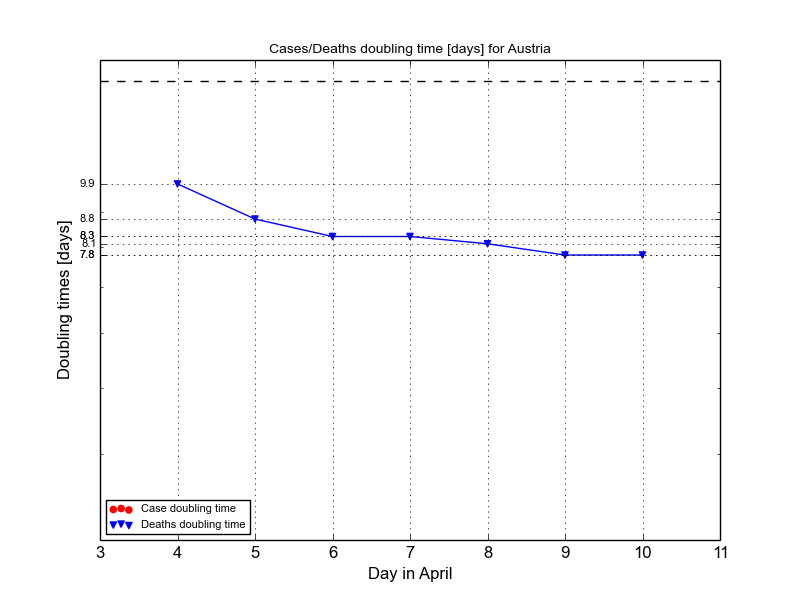 Cases/Deaths doubling time [days] for Austria
9.9
8.8
8.3
8.1
7.8
Doubling times [days]
Case doubling time
Deaths doubling time
3 4 5 6 7 8 9 10 11
Day in April